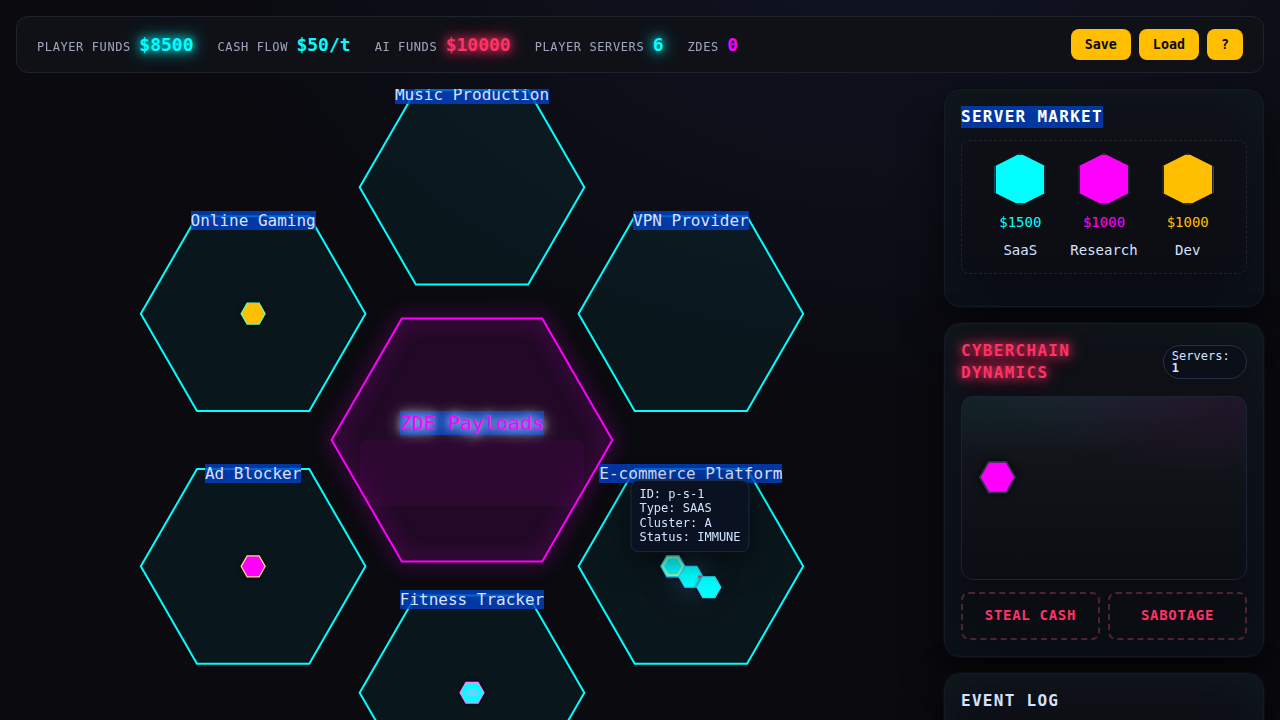 PLAYER FUNDS $8500 CASH FLOW $50/t AI FUNDS $10000 PLAYER SERVERS 6 ZDES 0
Save Load ?
Music Production
Online Gaming
VPN Provider
ZDE Payloads
Ad Blocker
E-commerce Platform
ID: p-s-1
Type: SAAS
Cluster: A
Status: IMMUNE
Fitness Tracker
SERVER MARKET
$1500 $1000 $1000
SaaS Research Dev
CYBERCHAIN
DYNAMICS
Servers:
1
STEAL CASH SABOTAGE
EVENT LOG